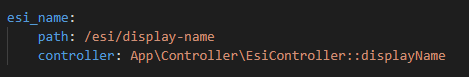 esi_name:
    path: /esi/display-name
    controller: App\Controller\EsiController::displayName